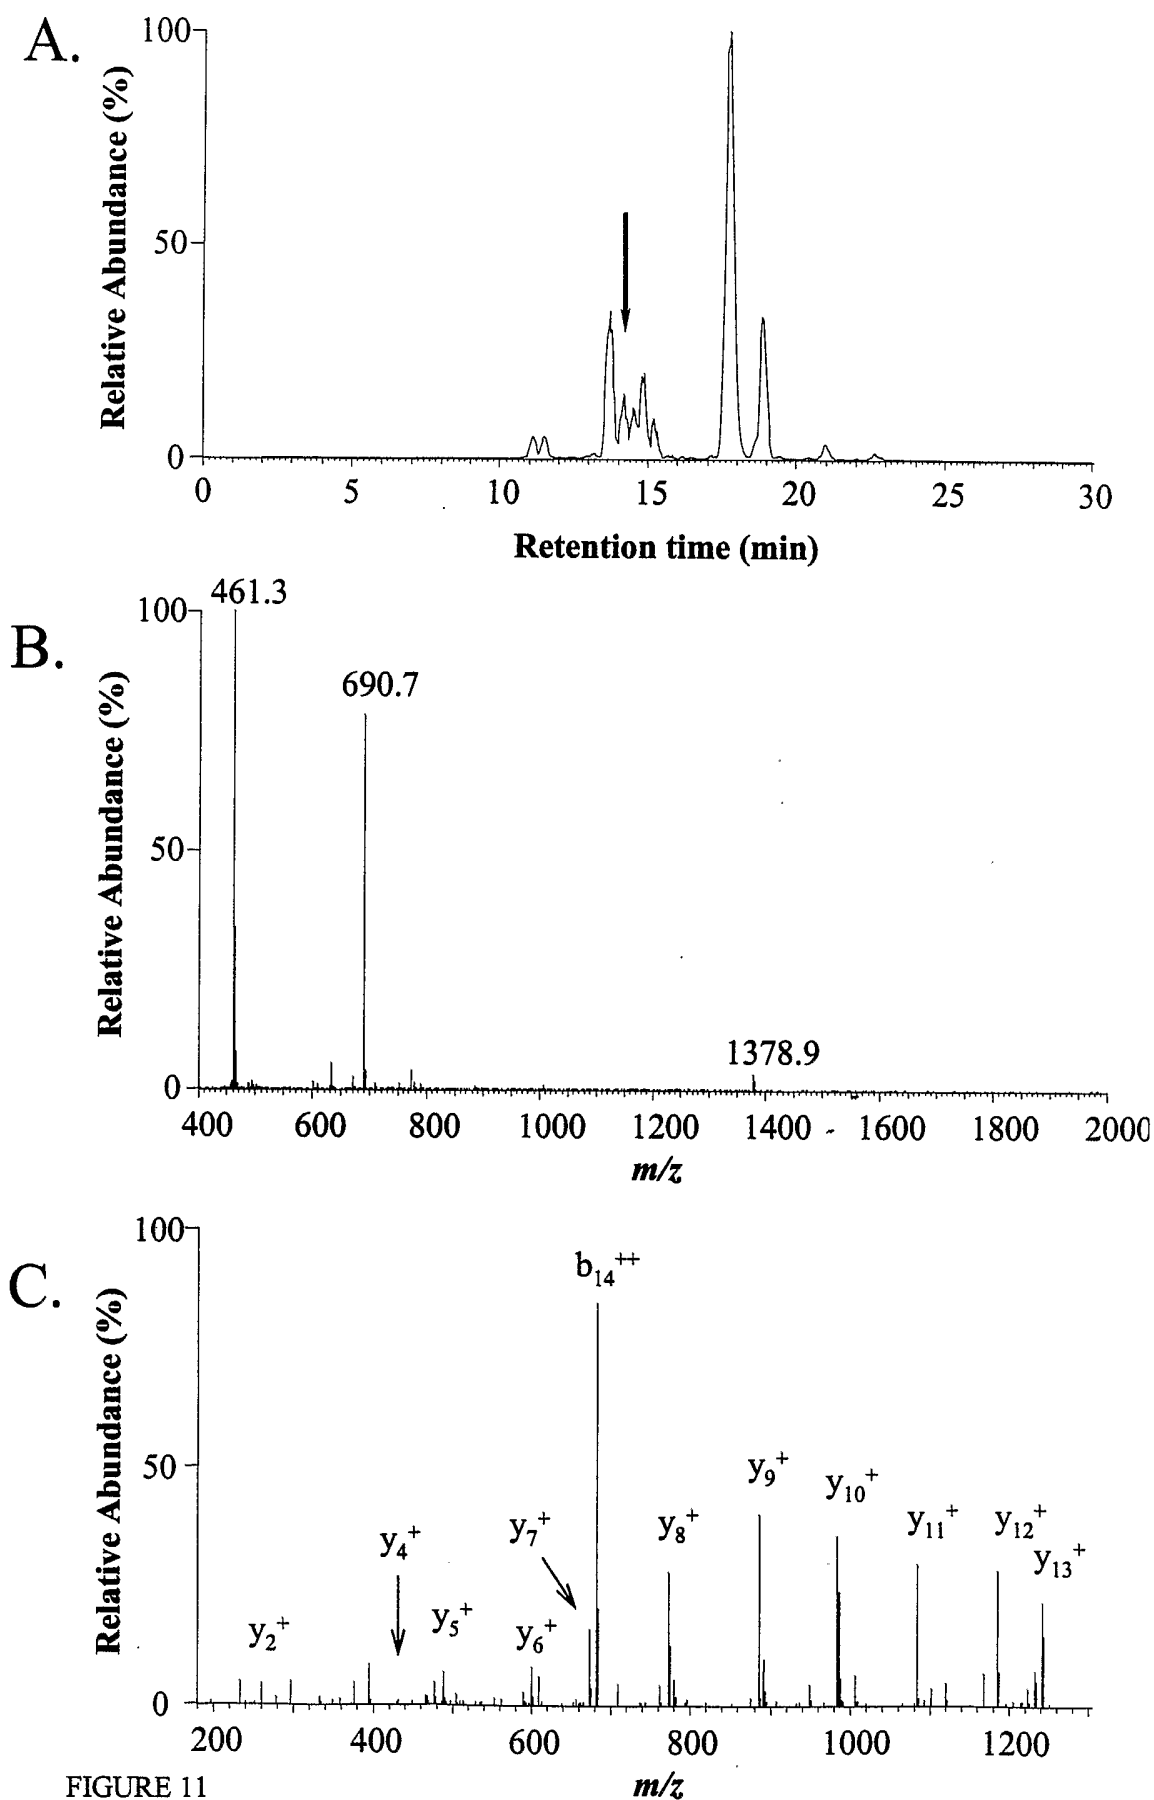 A.
Relative Abundance (%)
100
50
0
0 5 10 15 20 25 30
Retention time (min)
B.
Relative Abundance (%)
100
50
0
461.3
690.7
1378.9
400 600 800 1000 1200 1400 1600 1800 2000
m/z
C.
Relative Abundance (%)
100
50
0
b₁₄⁺⁺
y₉⁺
y₁₀⁺
y₄⁺
y₇⁺
y₈⁺
y₁₁⁺
y₁₂⁺
y₁₃⁺
y₂⁺
y₅⁺
y₆⁺
200 400 600 800 1000 1200
m/z
FIGURE 11